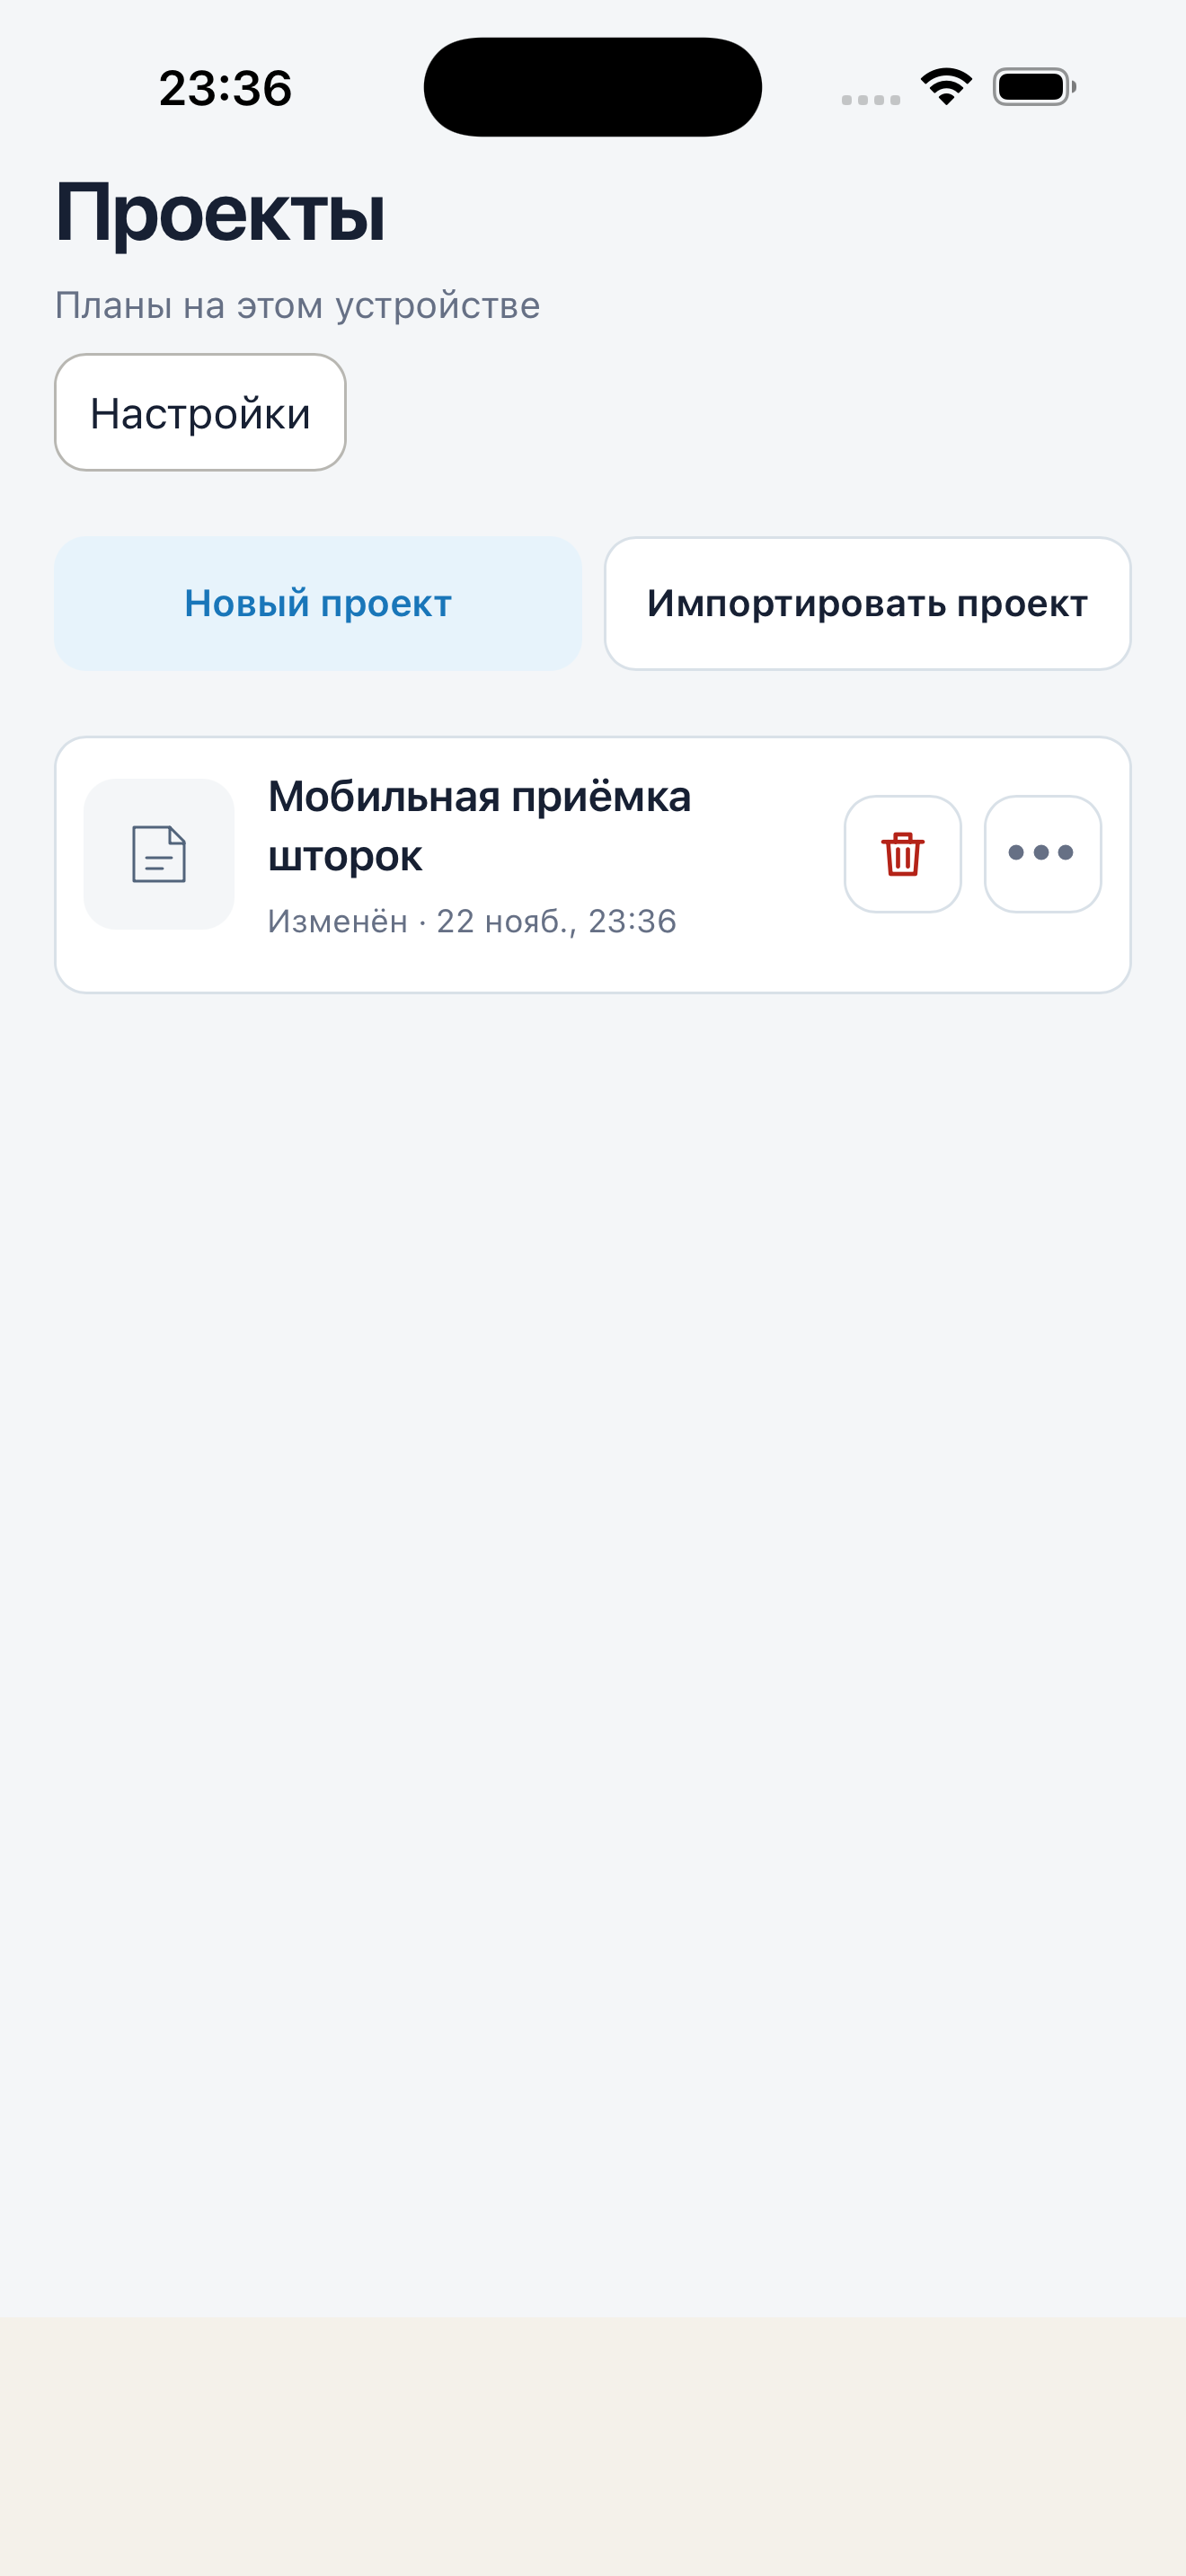 23:36
Проекты
Планы на этом устройстве
Настройки
Новый проект
Импортировать проект
Мобильная приёмка
шторок
Изменён · 22 нояб., 23:36